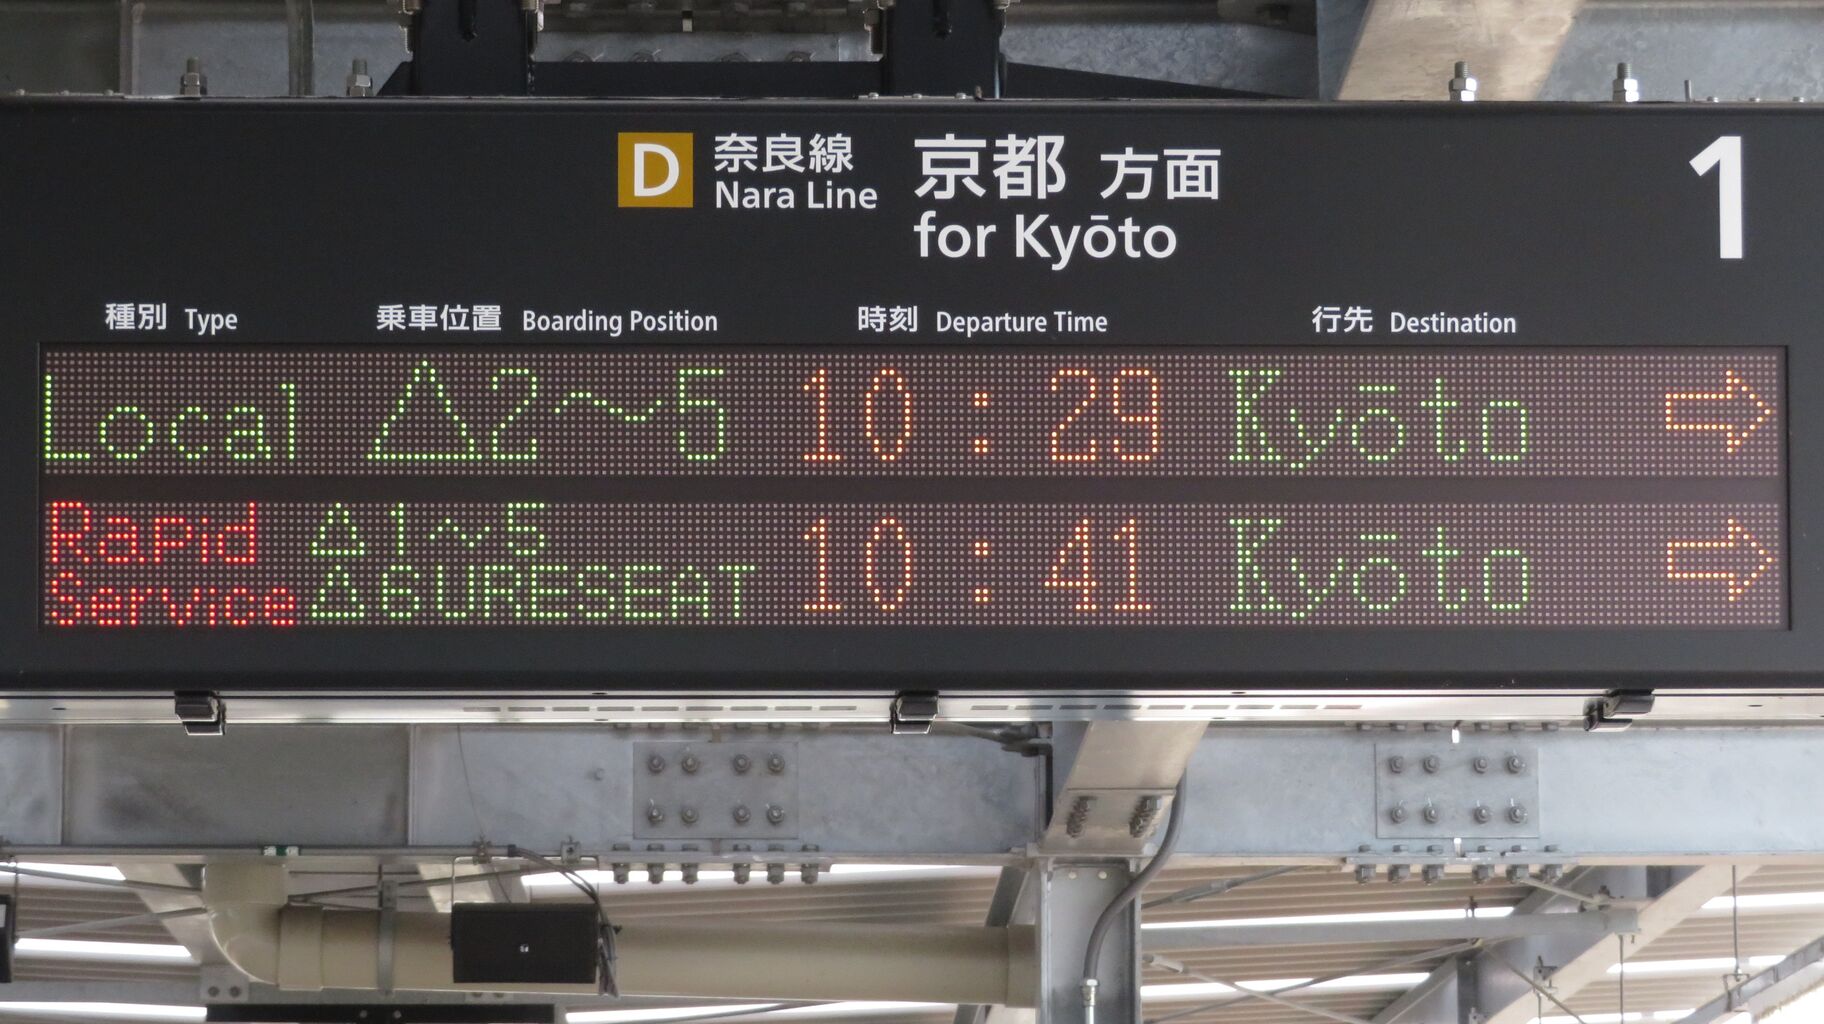 D 奈良線 京都 方面 1
Nara Line for Kyōto
種別 Type 乗車位置 Boarding Position 時刻 Departure Time 行先 Destination
Local △2～5 10:29 Kyōto ⇨
Rapid △1～5 10:41 Kyōto ⇨
Service △6URESEAT